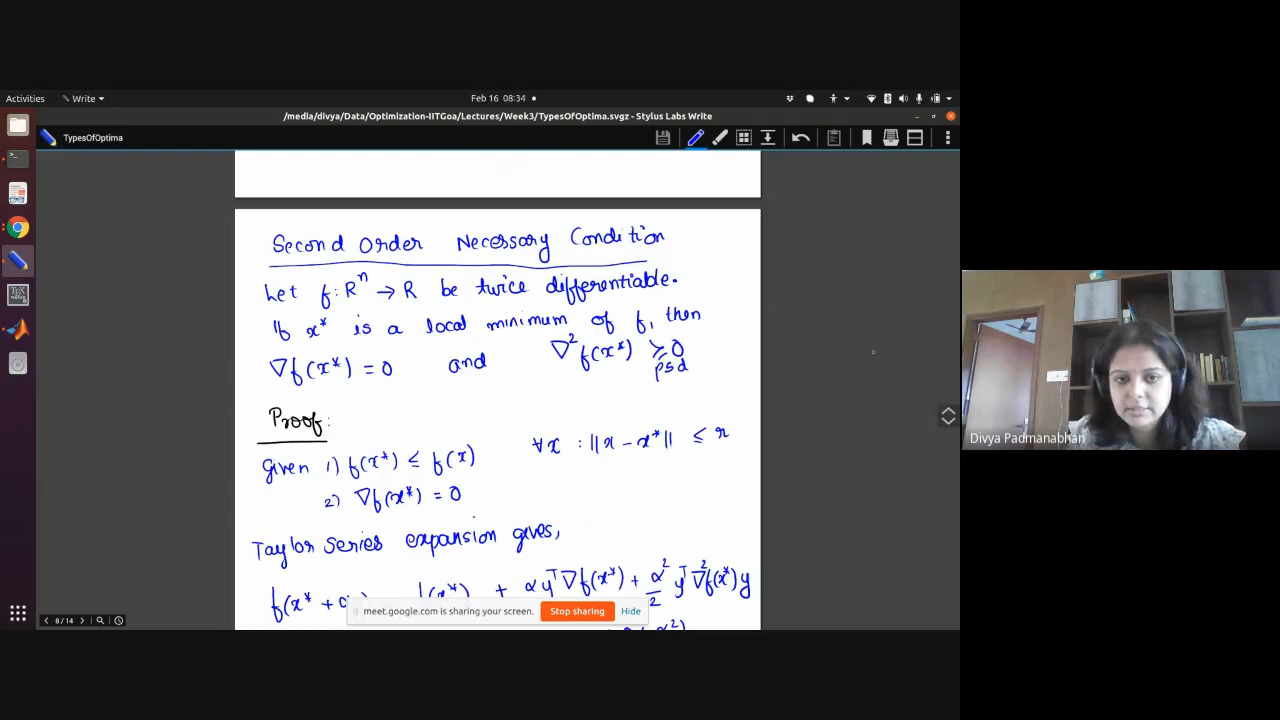 Activities Write Feb 16 08:34
/media/divya/Data/Optimization-IITGoa/Lectures/Week3/TypesOfOptima.svgz - Stylus Labs Write
TypesOfOptima
Second Order Necessary Condition
Let f: Rⁿ → R be twice differentiable.
If x* is a local minimum of f, then
∇f(x*) = 0 and ∇²f(x*) ≽ 0
psd
Proof:
Given 1) f(x*) ≤ f(x) ∀x : ||x − x*|| ≤ r
2) ∇f(x*) = 0
Taylor series expansion gives,
f(x* + + αyᵀ∇f(x*) + α²/2 yᵀ∇²f(x*)y
meet.google.com is sharing your screen. Stop sharing Hide
8/14
Divya Padmanabhan